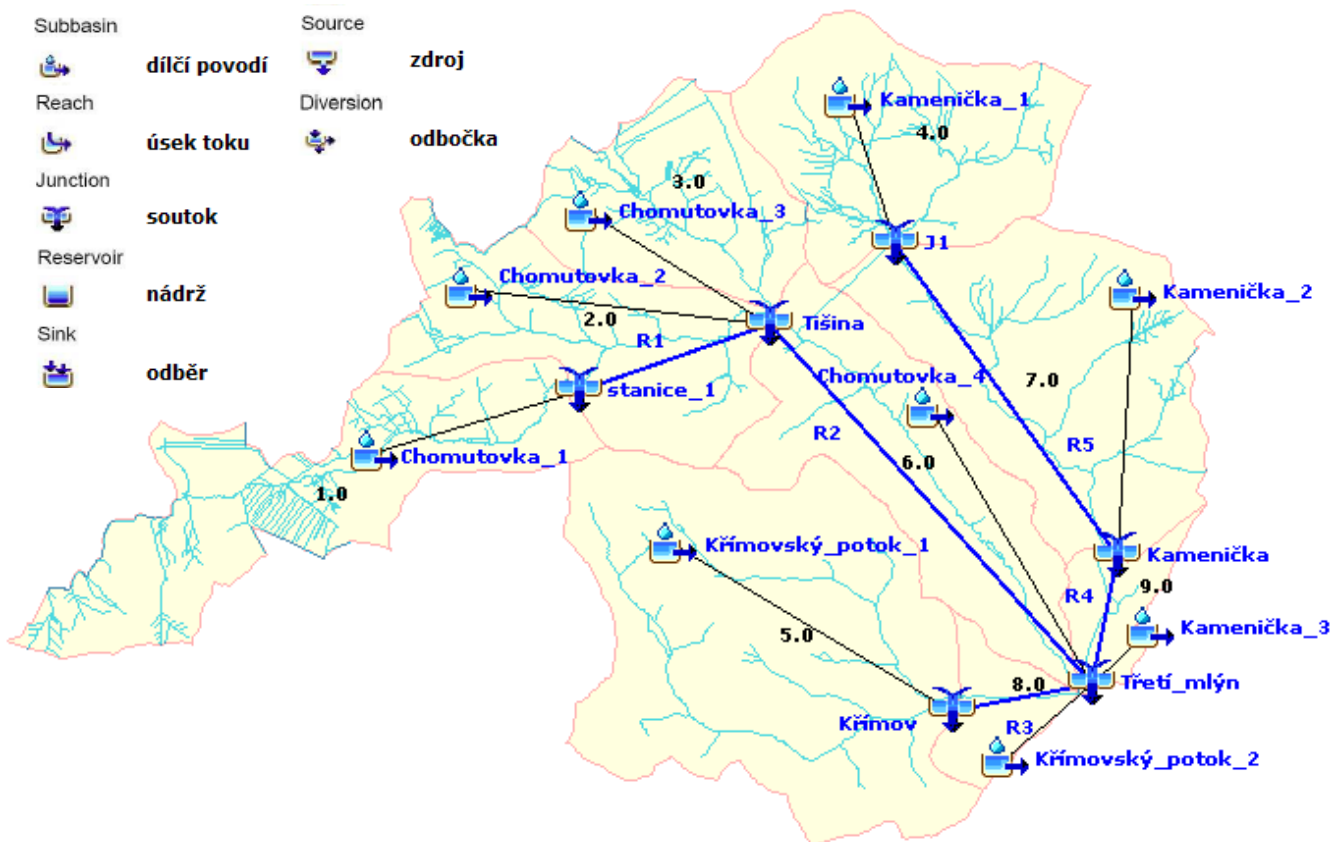 Subbasin
dílčí povodí
Reach
úsek toku
Junction
soutok
Reservoir
nádrž
Sink
odběr
Source
zdroj
Diversion
odbočka
Kamenička_1
4.0
3.0
Chomutovka_3
J1
Chomutovka_2
Kamenička_2
2.0
Tišina
R1
Chomutovka_4
7.0
stanice_1
R2
R5
Chomutovka_1
6.0
1.0
Křímovský_potok_1
Kamenička
9.0
R4
5.0
Kamenička_3
8.0
Třetí_mlýn
Křímov
R3
Křímovský_potok_2